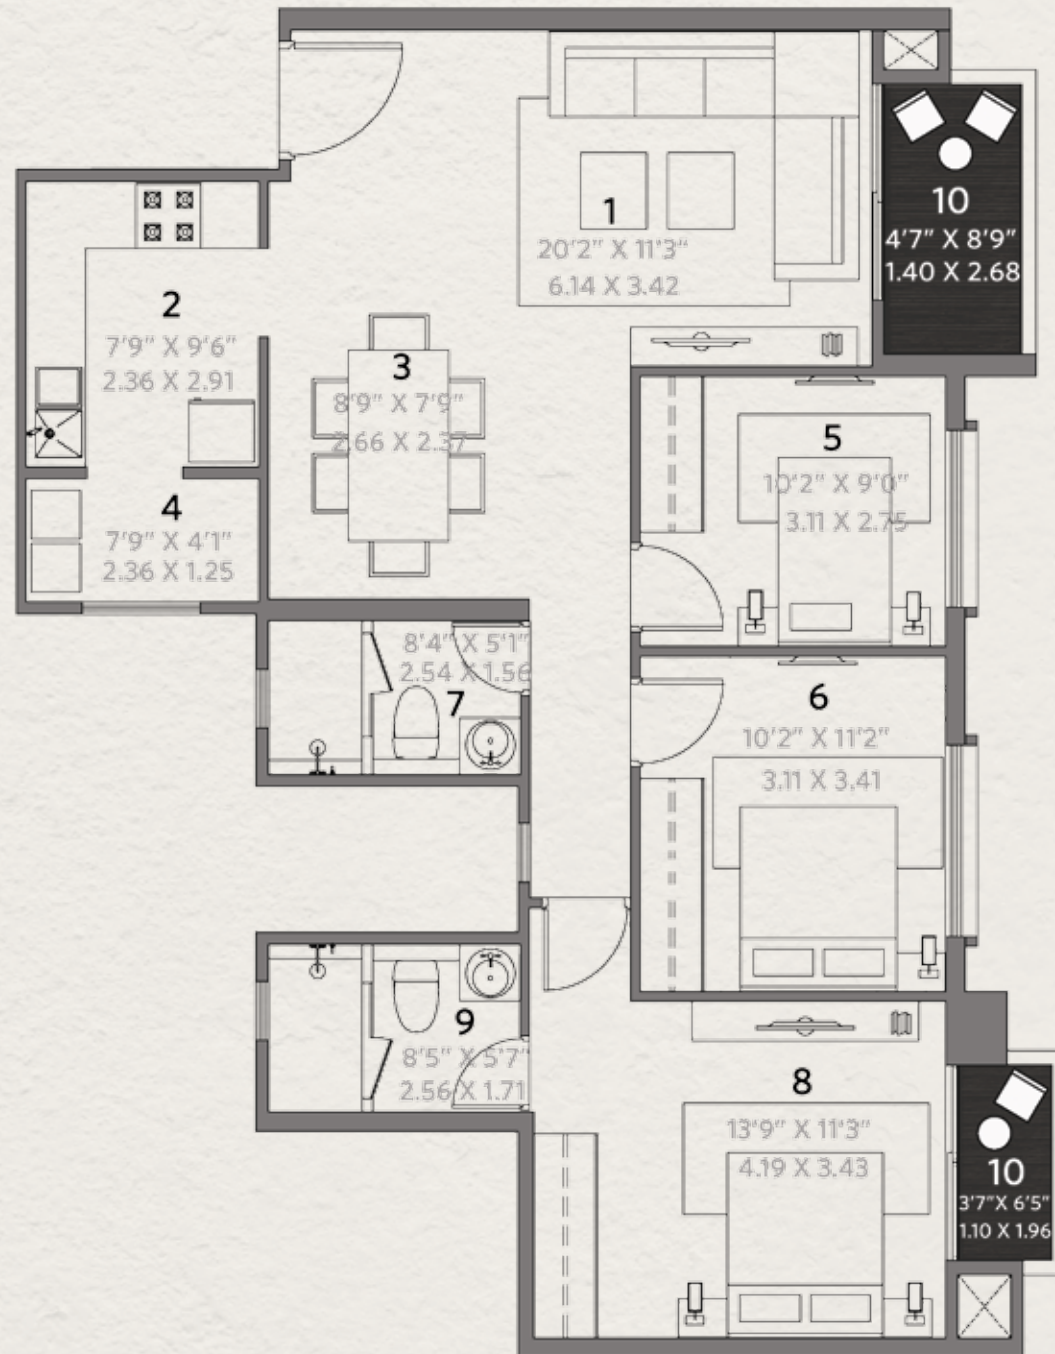 1
20'2" X 11'3"
6.14 X 3.42
10
4'7" X 8'9"
1.40 X 2.68
2
7'9" X 9'6"
2.36 X 2.91
3
8'9" X 7'9"
2.66 X 2.37
5
10'2" X 9'0"
3.11 X 2.75
4
7'9" X 4'1"
2.36 X 1.25
8'4" X 5'1"
2.54 X 1.56
7
6
10'2" X 11'2"
3.11 X 3.41
9
8'5" X 5'7"
2.56 X 1.71
8
13'9" X 11'3"
4.19 X 3.43
10
3'7"X 6'5"
1.10 X 1.96